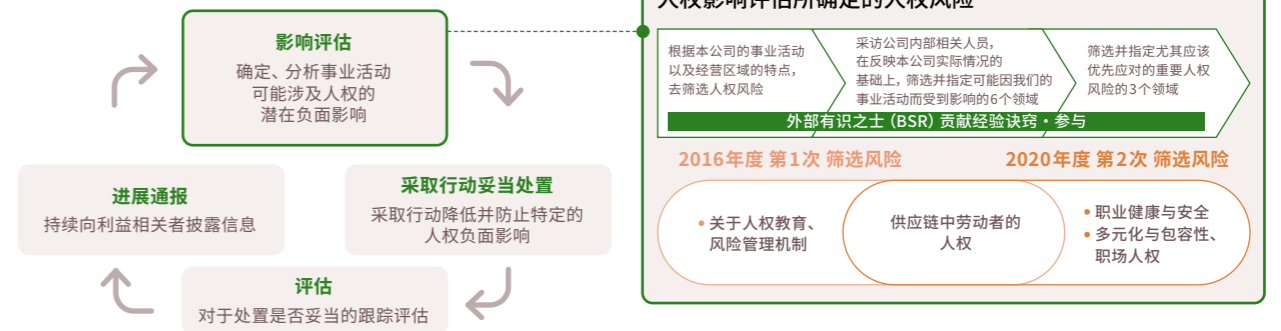 影响评估
确定、分析事业活动
可能涉及人权的
潜在负面影响
采取行动妥当处置
采取行动降低并防止特定的
人权负面影响
评估
对于处置是否妥当的跟踪评估
进展通报
持续向利益相关者披露信息
人权影响评估所确定的人权风险
根据本公司的事业活动
以及经营区域的特点，
去筛选人权风险
采访公司内部相关人员，
在反映本公司实际情况的
基础上，筛选并指定可能因我们的
事业活动而受到影响的6个领域
筛选并指定尤其应该
优先应对的重要人权
风险的3个领域
外部有识之士（BSR）贡献经验诀窍・参与
2016年度 第1次 筛选风险
2020年度 第2次 筛选风险
• 关于人权教育、
风险管理机制
供应链中劳动者的
人权
• 职业健康与安全
• 多元化与包容性、
职场人权